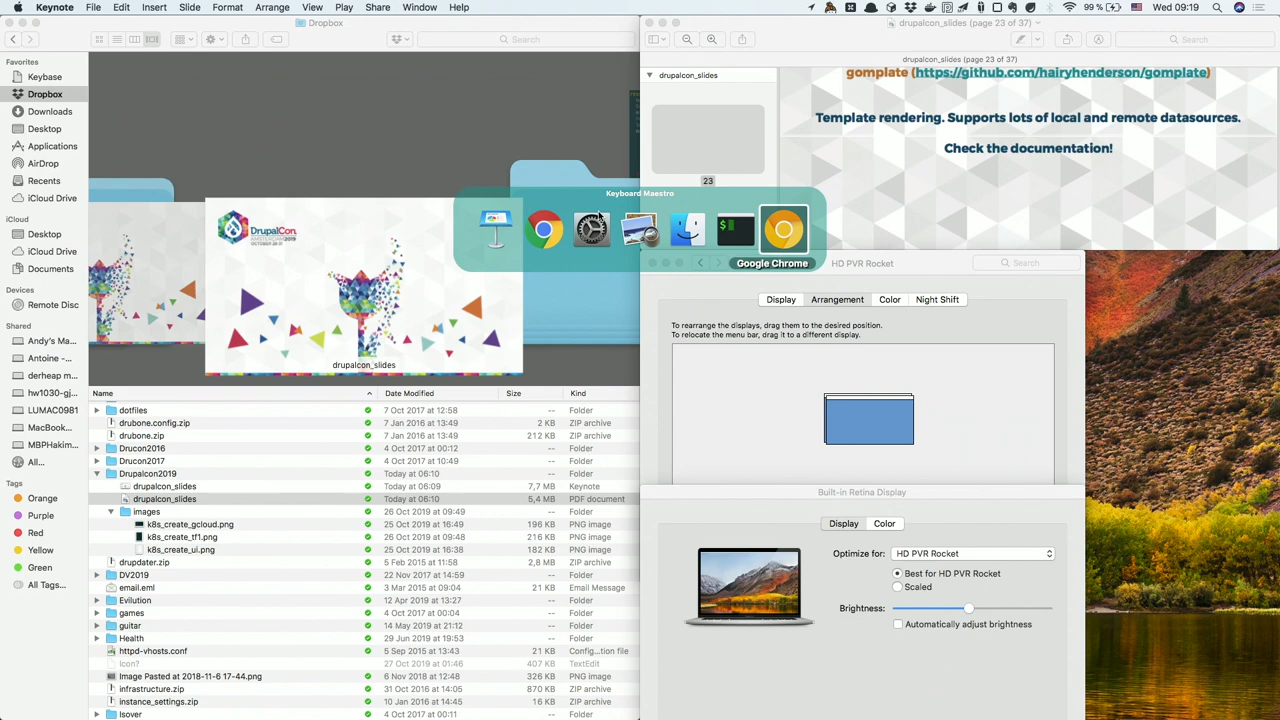 Keynote File Edit Insert Slide Format Arrange View Play Share Window Help
99 % Wed 09:19
Dropbox
Search
Favorites
Keybase
Dropbox
Downloads
Desktop
Applications
AirDrop
Recents
iCloud Drive
iCloud
Desktop
iCloud Drive
Documents
Devices
Remote Disc
Shared
Andy's Ma...
Antoine -...
derheap m...
hw1030-gj...
LUMAC0981
MacBook...
MBPHakim...
All...
Tags
Orange
Purple
Red
Yellow
Green
All Tags...
DrupalCon
AMSTERDAM 2019
OCTOBER 28-31
drupalcon_slides
Name Date Modified Size Kind
dotfiles 7 Oct 2017 at 12:58 -- Folder
drubone.config.zip 7 Jan 2016 at 13:49 2 KB ZIP archive
drubone.zip 7 Jan 2016 at 13:49 212 KB ZIP archive
Drucon2016 4 Oct 2017 at 00:12 -- Folder
Drucon2017 4 Oct 2017 at 10:49 -- Folder
Drupalcon2019 Today at 06:10 -- Folder
drupalcon_slides Today at 06:09 7,7 MB Keynote
drupalcon_slides Today at 06:10 5,4 MB PDF document
images 26 Oct 2019 at 09:49 -- Folder
k8s_create_gcloud.png 25 Oct 2019 at 16:49 196 KB PNG image
k8s_create_tf1.png 26 Oct 2019 at 09:48 216 KB PNG image
k8s_create_ui.png 25 Oct 2019 at 16:38 182 KB PNG image
drupdater.zip 5 Feb 2015 at 11:58 2,8 MB ZIP archive
DV2019 22 Nov 2017 at 14:59 -- Folder
email.eml 3 Mar 2015 at 09:04 4 KB Email Message
Evilution 12 Apr 2019 at 13:27 -- Folder
games 4 Oct 2017 at 00:04 -- Folder
guitar 14 May 2019 at 21:12 -- Folder
Health 29 Jun 2019 at 19:53 -- Folder
httpd-vhosts.conf 5 Sep 2015 at 13:43 21 KB Config...tion file
Icon? 27 Oct 2019 at 01:46 407 KB TextEdit
Image Pasted at 2018-11-6 17-44.png 6 Nov 2018 at 12:48 326 KB PNG image
infrastructure.zip 31 Oct 2016 at 14:05 870 KB ZIP archive
instance_settings.zip 10 Jan 2016 at 14:45 16 KB ZIP archive
Isover 4 Oct 2017 at 00:11 -- Folder
drupalcon_slides (page 23 of 37)
Search
drupalcon_slides (page 23 of 37)
drupalcon_slides
23
gomplate (https://github.com/hairyhenderson/gomplate)
Template rendering. Supports lots of local and remote datasources.
Check the documentation!
Keyboard Maestro
Google Chrome
HD PVR Rocket
Search
Display Arrangement Color Night Shift
To rearrange the displays, drag them to the desired position.
To relocate the menu bar, drag it to a different display.
Built-in Retina Display
Display Color
Optimize for: HD PVR Rocket
Best for HD PVR Rocket
Scaled
Brightness:
Automatically adjust brightness